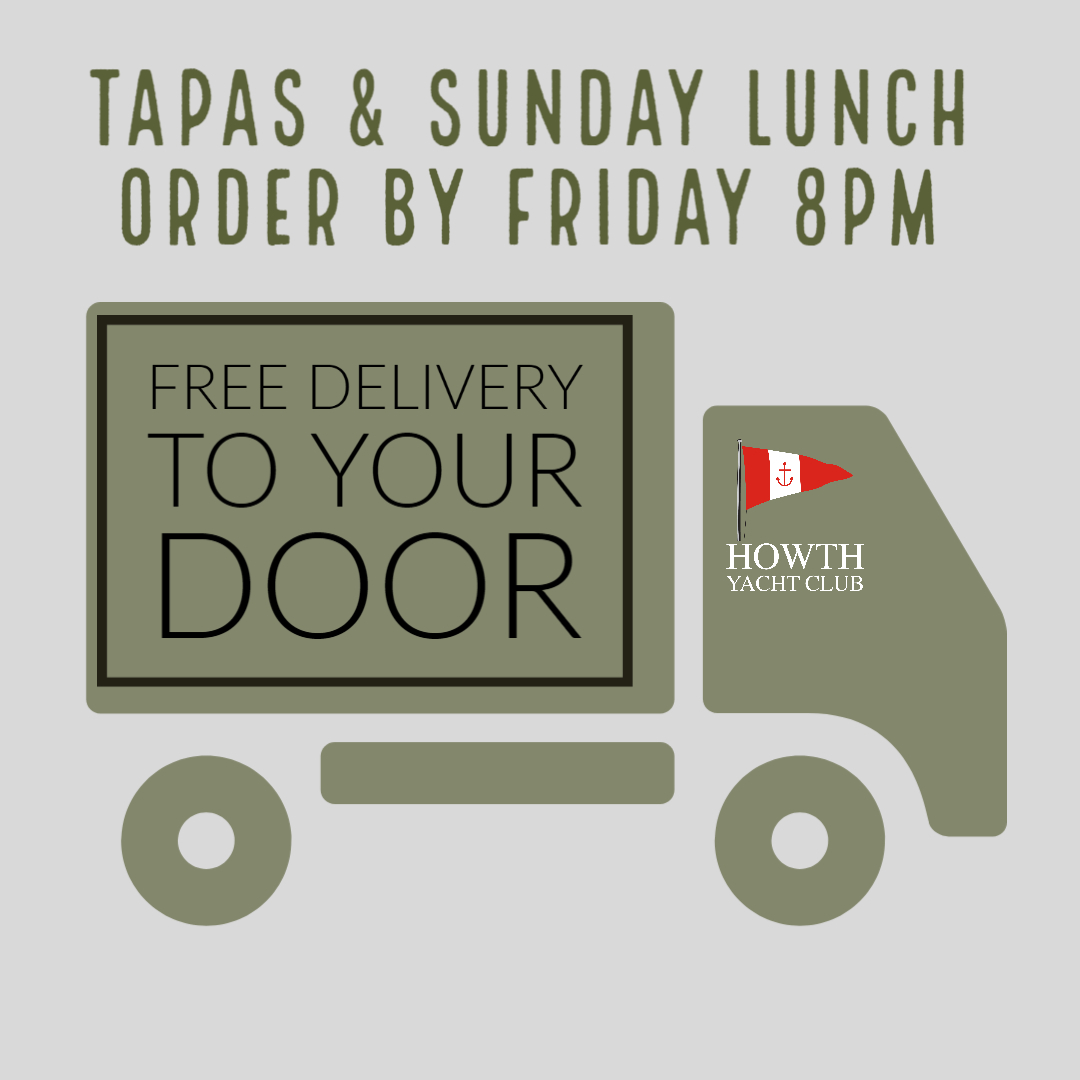 TAPAS & SUNDAY LUNCH
ORDER BY FRIDAY 8PM
FREE DELIVERY
TO YOUR
DOOR
HOWTH
YACHT CLUB